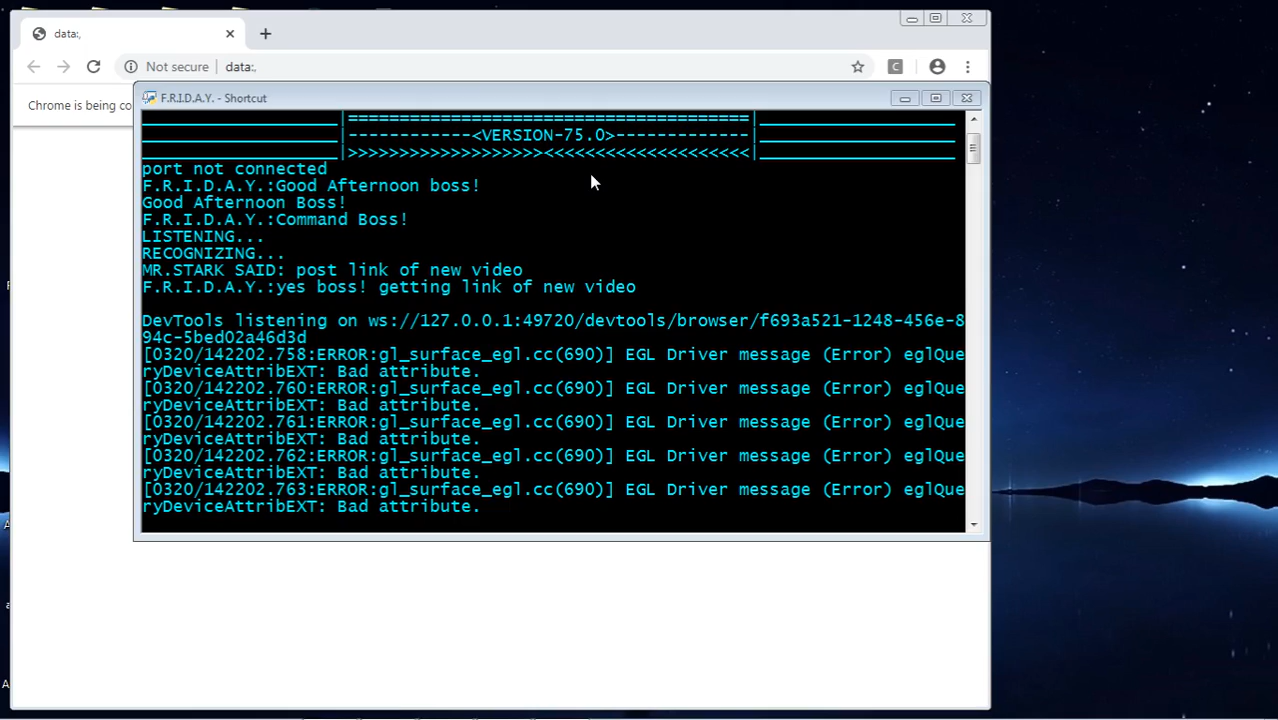 data:,
Not secure
data:,
C
Chrome is being co
F.R.I.D.A.Y. - Shortcut
____________________|=======================================|____________________
____________________|------------<VERSION-75.0>-------------|____________________
____________________|>>>>>>>>>>>>>>>>>>><<<<<<<<<<<<<<<<<<<<|____________________
port not connected
F.R.I.D.A.Y.:Good Afternoon boss!
Good Afternoon Boss!
F.R.I.D.A.Y.:Command Boss!
LISTENING...
RECOGNIZING...
MR.STARK SAID: post link of new video
F.R.I.D.A.Y.:yes boss! getting link of new video
DevTools listening on ws://127.0.0.1:49720/devtools/browser/f693a521-1248-456e-8
94c-5bed02a46d3d
[0320/142202.758:ERROR:gl_surface_egl.cc(690)] EGL Driver message (Error) eglQue
ryDeviceAttribEXT: Bad attribute.
[0320/142202.760:ERROR:gl_surface_egl.cc(690)] EGL Driver message (Error) eglQue
ryDeviceAttribEXT: Bad attribute.
[0320/142202.761:ERROR:gl_surface_egl.cc(690)] EGL Driver message (Error) eglQue
ryDeviceAttribEXT: Bad attribute.
[0320/142202.762:ERROR:gl_surface_egl.cc(690)] EGL Driver message (Error) eglQue
ryDeviceAttribEXT: Bad attribute.
[0320/142202.763:ERROR:gl_surface_egl.cc(690)] EGL Driver message (Error) eglQue
ryDeviceAttribEXT: Bad attribute.